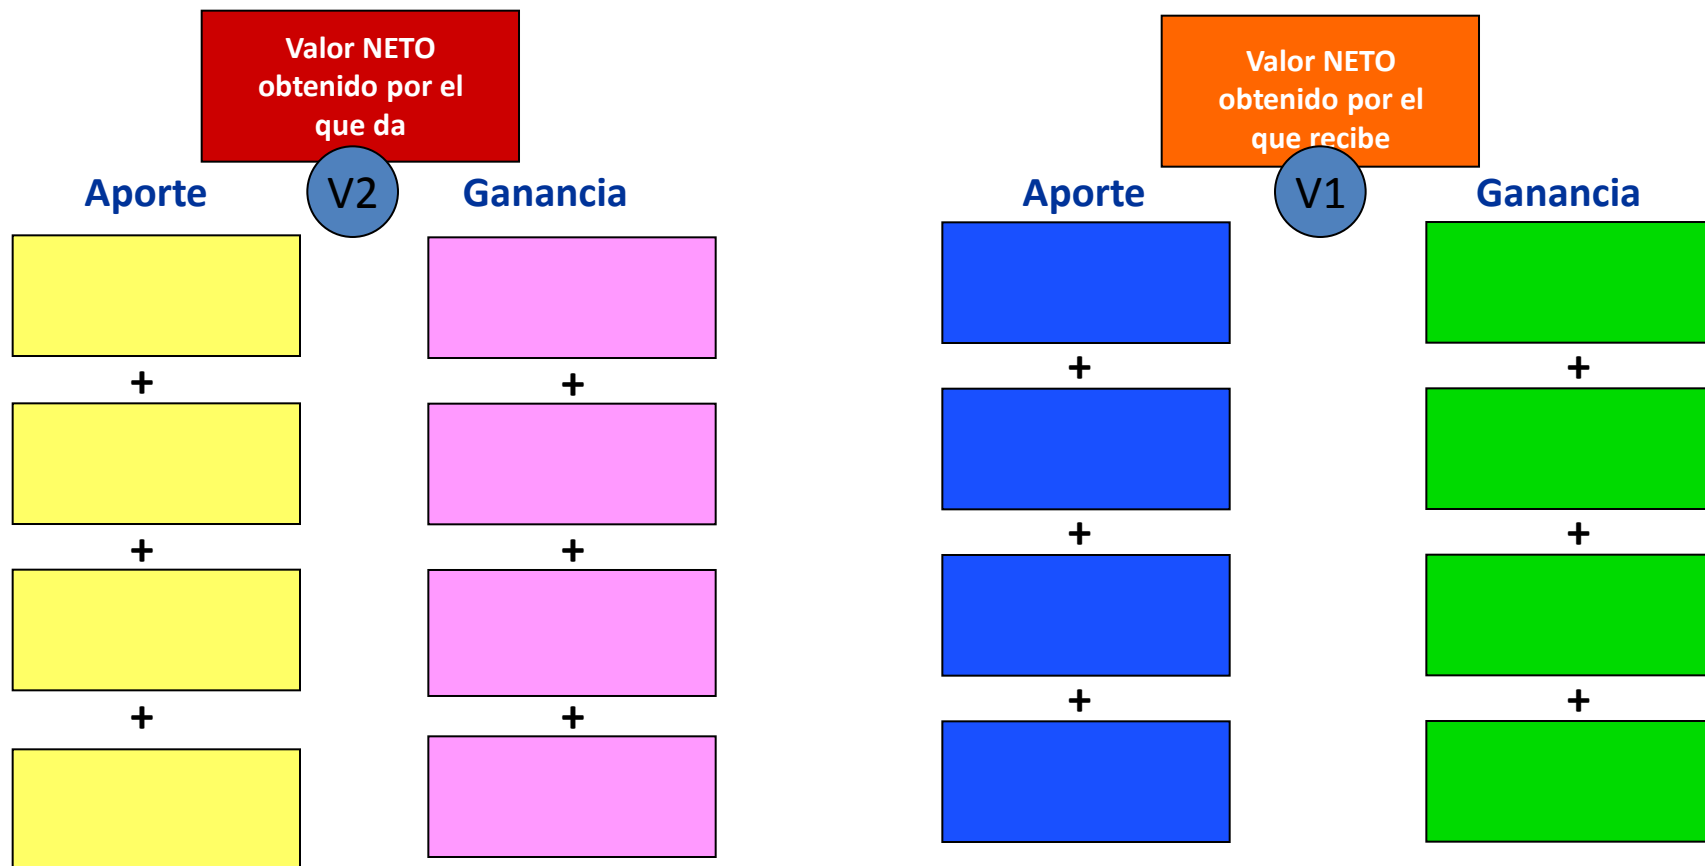 Valor NETO
obtenido por el
que da
V2
Aporte
Ganancia
+
+
+
+
+
+
Valor NETO
obtenido por el
que recibe
V1
Aporte
Ganancia
+
+
+
+
+
+